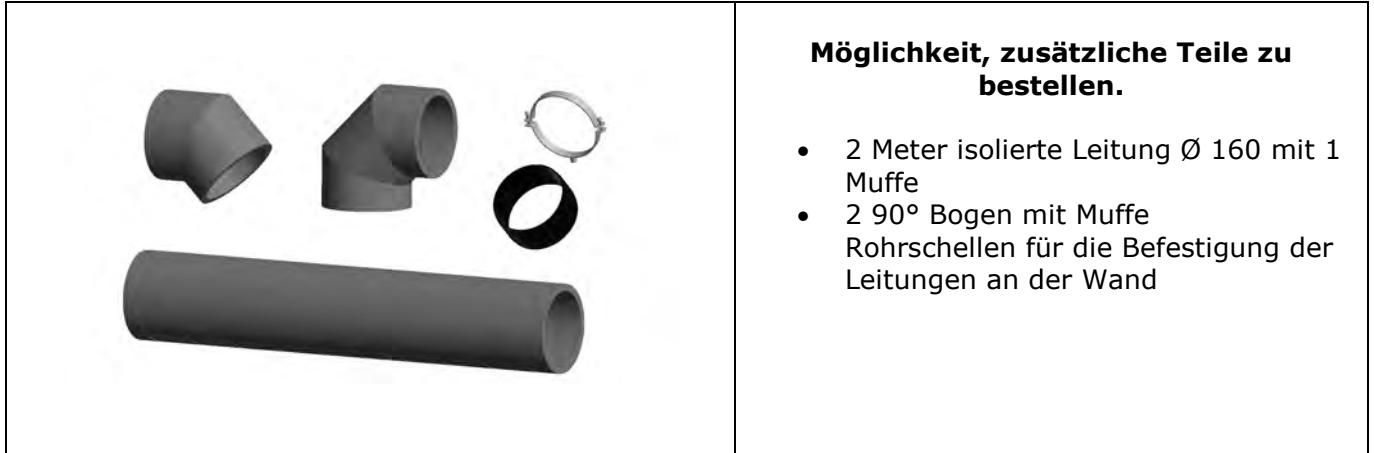 Möglichkeit, zusätzliche Teile zu
bestellen.
• 2 Meter isolierte Leitung Ø 160 mit 1
Muffe
• 2 90° Bogen mit Muffe
Rohrschellen für die Befestigung der
Leitungen an der Wand